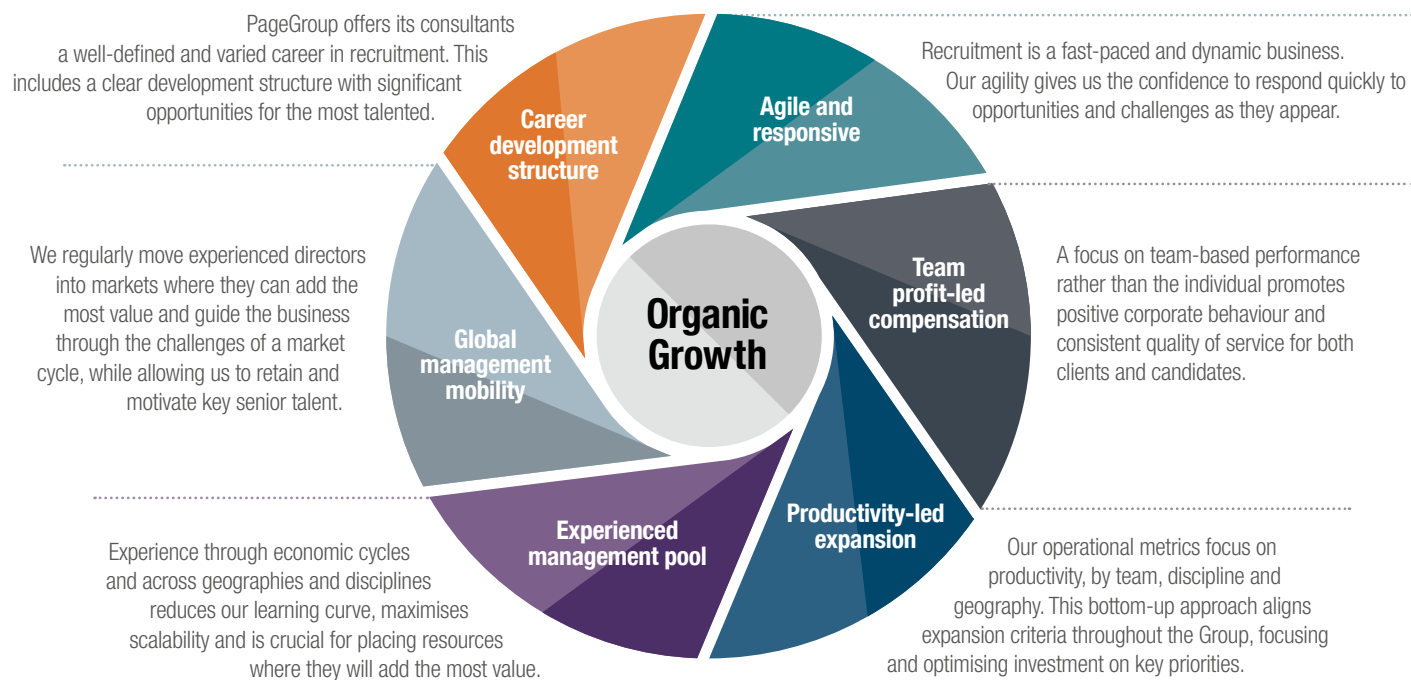 PageGroup offers its consultants
a well-defined and varied career in recruitment. This
includes a clear development structure with significant
opportunities for the most talented.
Career
development
structure
Agile and
responsive
Recruitment is a fast-paced and dynamic business.
Our agility gives us the confidence to respond quickly to
opportunities and challenges as they appear.
We regularly move experienced directors
into markets where they can add the
most value and guide the business
through the challenges of a market
cycle, while allowing us to retain and
motivate key senior talent.
Global
management
mobility
Organic
Growth
Team
profit-led
compensation
A focus on team-based performance
rather than the individual promotes
positive corporate behaviour and
consistent quality of service for both
clients and candidates.
Experience through economic cycles
and across geographies and disciplines
reduces our learning curve, maximises
scalability and is crucial for placing resources
where they will add the most value.
Experienced
management pool
Productivity-led
expansion
Our operational metrics focus on
productivity, by team, discipline and
geography. This bottom-up approach aligns
expansion criteria throughout the Group, focusing
and optimising investment on key priorities.